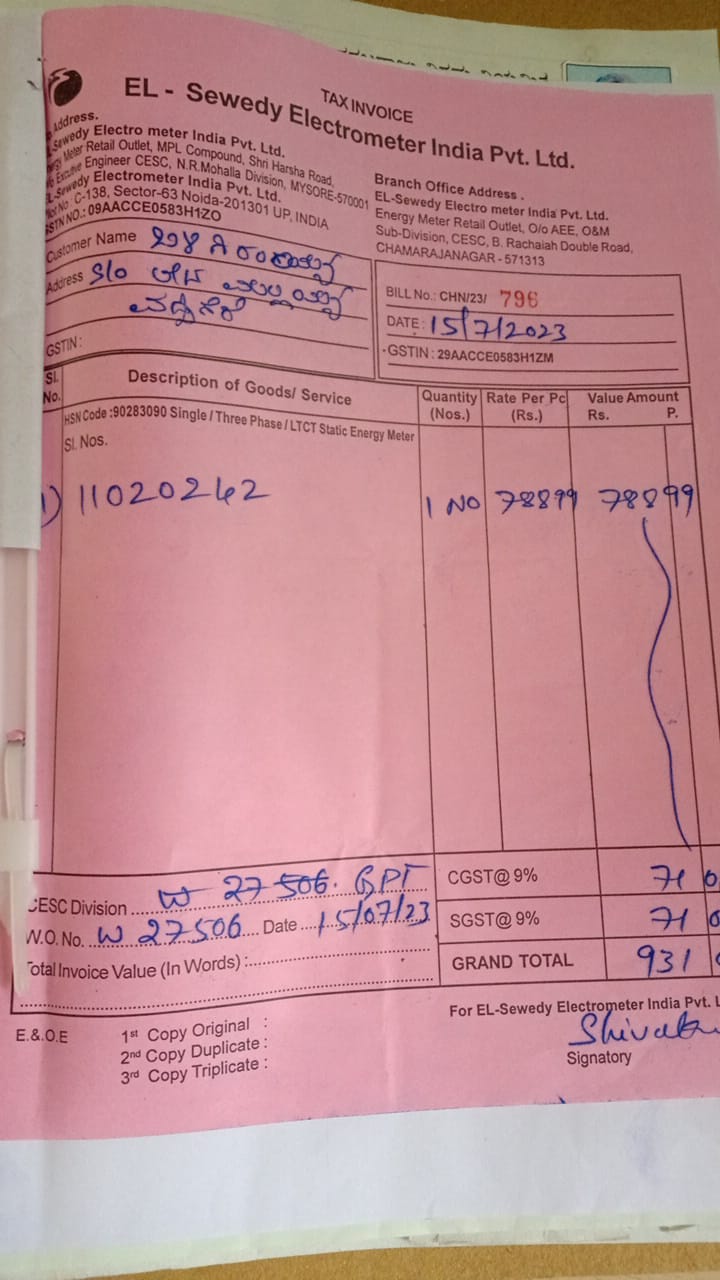 TAX INVOICE
EL - Sewedy Electrometer India Pvt. Ltd.
Address.
Sewedy Electro meter India Pvt. Ltd.
Meter Retail Outlet, MPL Compound, Shri Harsha Road,
Engineer CESC, N.R.Mohalla Division, MYSORE-570001
EL-Sewedy Electrometer India Pvt. Ltd.
No C-138, Sector-63 Noida-201301 UP, INDIA
GSTN NO.: 09AACCE0583H1ZO
Branch Office Address .
EL-Sewedy Electro meter India Pvt. Ltd.
Energy Meter Retail Outlet, O/o AEE, O&M
Sub-Division, CESC, B. Rachaiah Double Road,
CHAMARAJANAGAR - 571313
Customer Name
Address S/o
GSTIN :
BILL No.: CHN/23/ 796
DATE : 15/7/2023
GSTIN : 29AACCE0583H1ZM
Sl. No. Description of Goods/ Service Quantity (Nos.) Rate Per Pc (Rs.) Value Amount Rs. P.
HSN Code :90283090 Single / Three Phase / LTCT Static Energy Meter
Sl. Nos.
1) 11020242 1 NO 78899 78899
CESC Division W 27506. GPT CGST@ 9% 71
W.O. No. W 27506 Date 15/07/23 SGST@ 9% 71
Total Invoice Value (In Words) : GRAND TOTAL 931
For EL-Sewedy Electrometer India Pvt. L
E.& .O.E 1st Copy Original :
2nd Copy Duplicate :
3rd Copy Triplicate :
Signatory